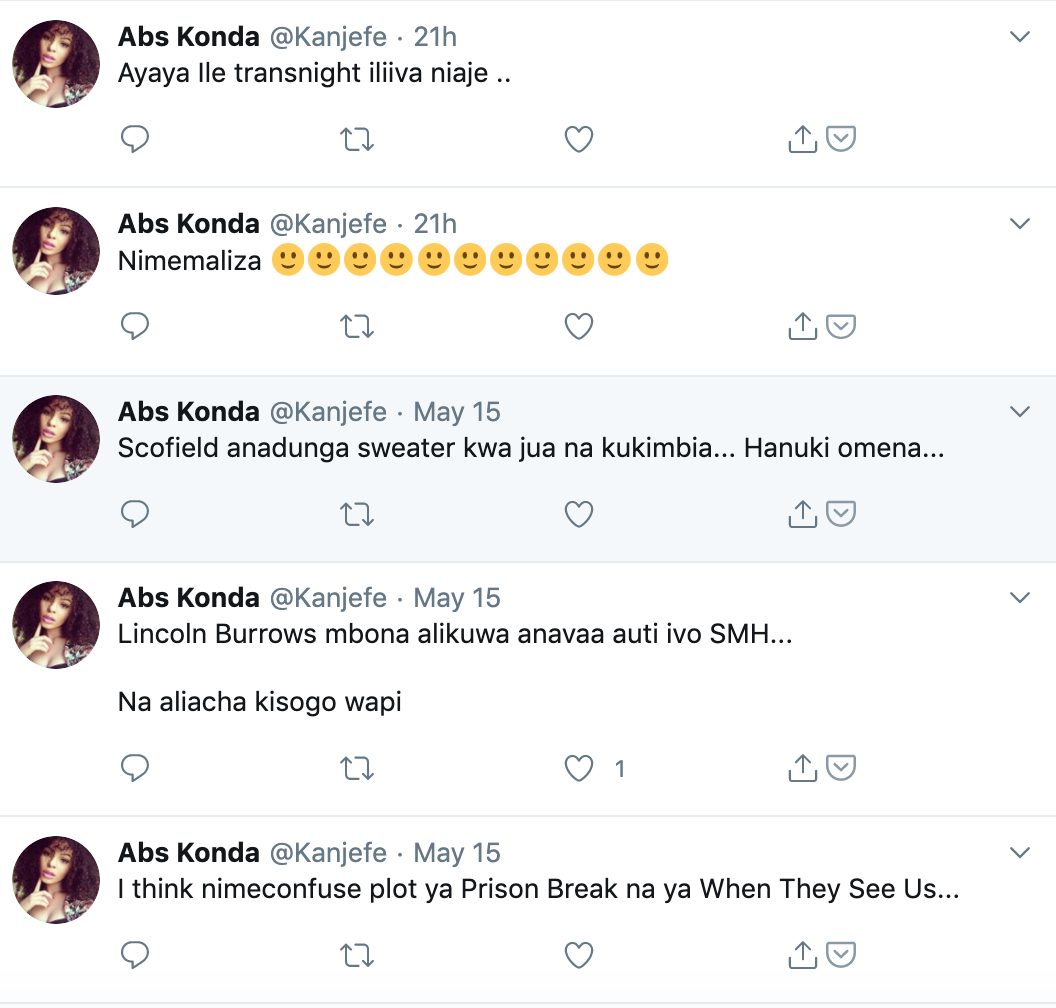 Abs Konda @Kanjefe · 21h
Ayaya Ile transnight iliiva niaje ..
Abs Konda @Kanjefe · 21h
Nimemaliza 🙂🙂🙂🙂🙂🙂🙂🙂🙂🙂🙂
Abs Konda @Kanjefe · May 15
Scofield anadunga sweater kwa jua na kukimbia... Hanuki omena...
Abs Konda @Kanjefe · May 15
Lincoln Burrows mbona alikuwa anavaa auti ivo SMH...
Na aliacha kisogo wapi
1
Abs Konda @Kanjefe · May 15
I think nimeconfuse plot ya Prison Break na ya When They See Us...